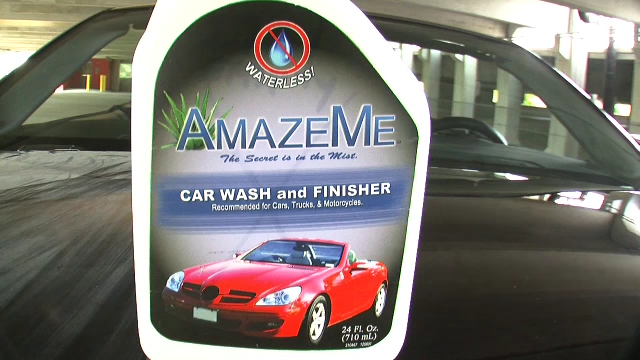 WATERLESS!
AMAZEME
The Secret is in the Mist.
CAR WASH and FINISHER
Recommended for Cars, Trucks, & Motorcycles.
24 Fl. Oz.
(710 mL)